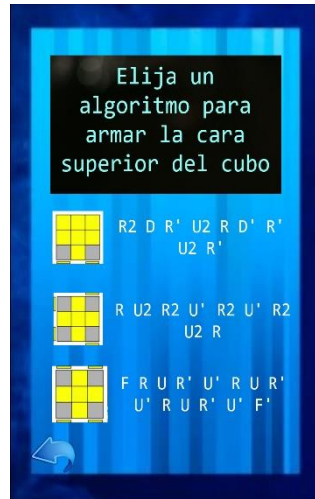 Elija un
algoritmo para
armar la cara
superior del cubo
R2 D R' U2 R D' R'
U2 R'
R U2 R2 U' R2 U' R2
U2 R
F R U R' U' R U R'
U' R U R' U' F'